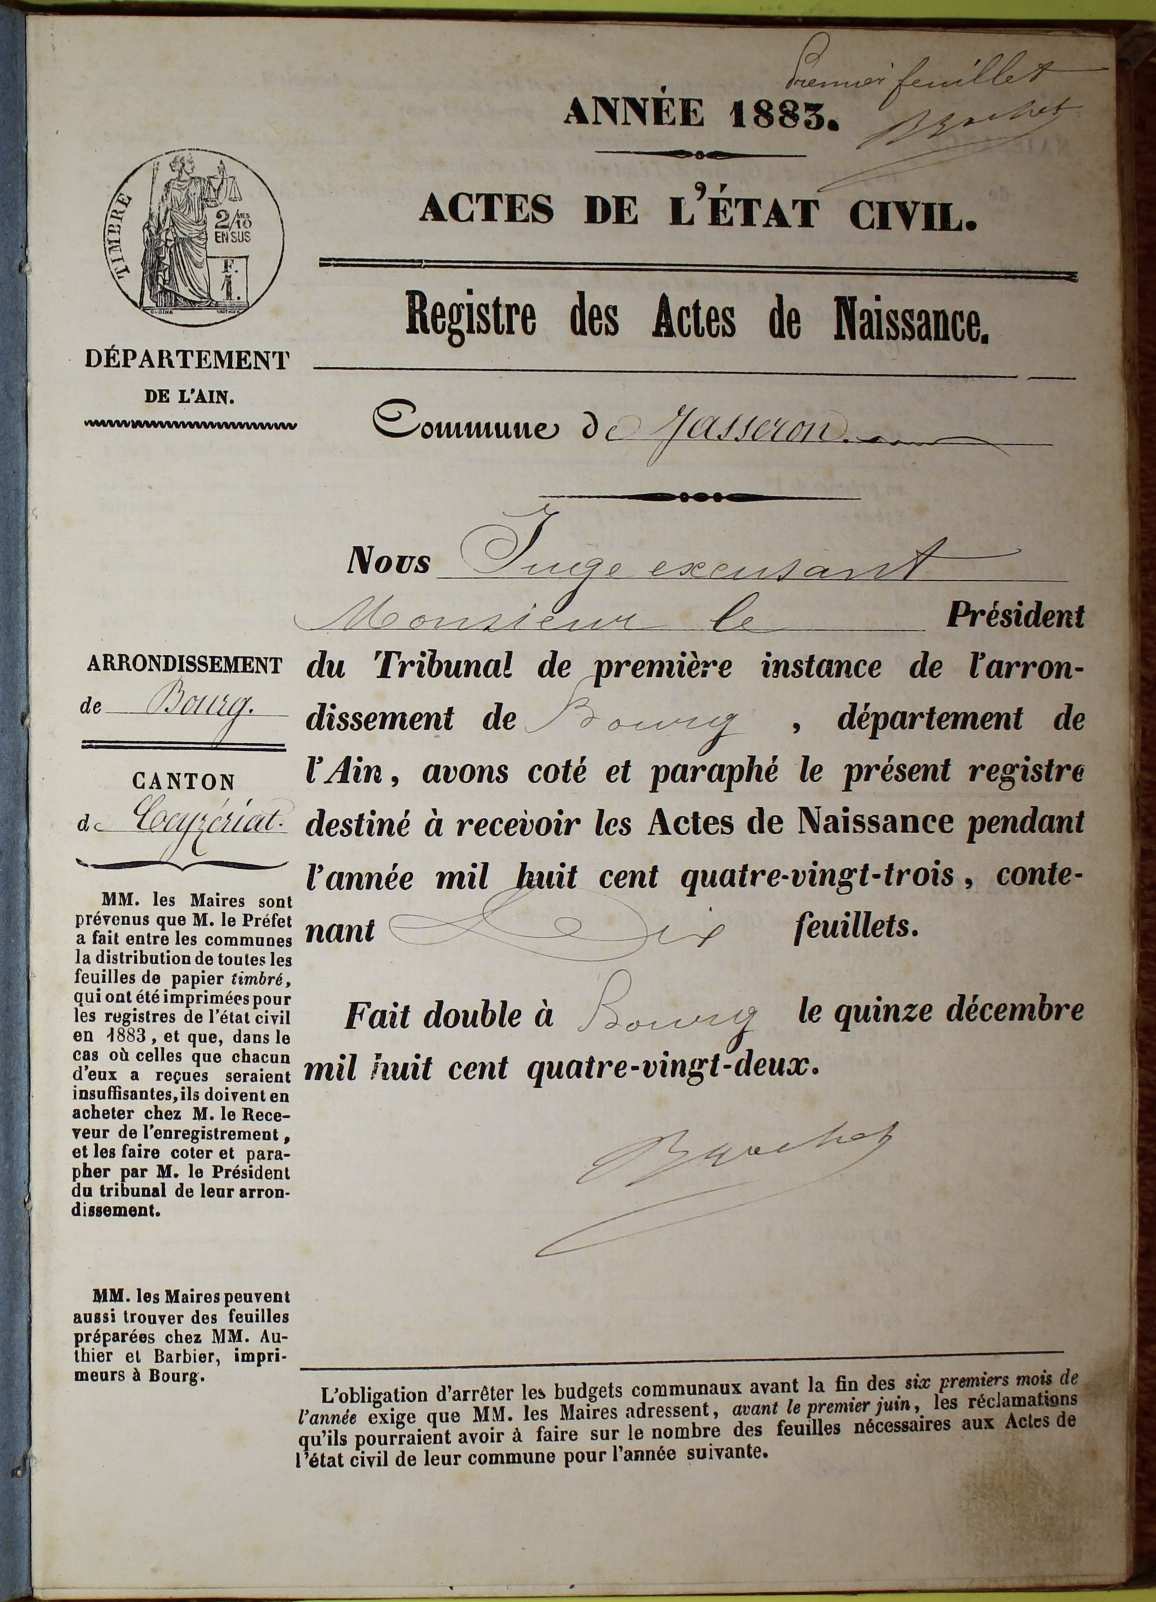 Premier feuillet
ANNÉE 1883.
ACTES DE L'ÉTAT CIVIL.
TIMBRE
2/10
EN SUS
F.
1.
Registre des Actes de Naissance.
DÉPARTEMENT
DE L'AIN.
Commune de Jasseron.
Nous Juge excusant
Monsieur le Président
du Tribunal de première instance de l'arron-
dissement de Bourg, département de
l'Ain, avons coté et paraphé le présent registre
destiné à recevoir les Actes de Naissance pendant
l'année mil huit cent quatre-vingt-trois, conte-
nant Dix feuillets.
Fait double à Bourg le quinze décembre
mil huit cent quatre-vingt-deux.
ARRONDISSEMENT
de Bourg.
CANTON
de Ceyzériat.
MM. les Maires sont
prévenus que M. le Préfet
a fait entre les communes
la distribution de toutes les
feuilles de papier timbré,
qui ont été imprimées pour
les registres de l'état civil
en 1883, et que, dans le
cas où celles que chacun
d'eux a reçues seraient
insuffisantes, ils doivent en
acheter chez M. le Rece-
veur de l'enregistrement,
et les faire coter et para-
pher par M. le Président
du tribunal de leur arron-
dissement.
MM. les Maires peuvent
aussi trouver des feuilles
préparées chez MM. Au-
thier et Barbier, impri-
meurs à Bourg.
L'obligation d'arrêter les budgets communaux avant la fin des six premiers mois de
l'année exige que MM. les Maires adressent, avant le premier juin, les réclamations
qu'ils pourraient avoir à faire sur le nombre des feuilles nécessaires aux Actes de
l'état civil de leur commune pour l'année suivante.